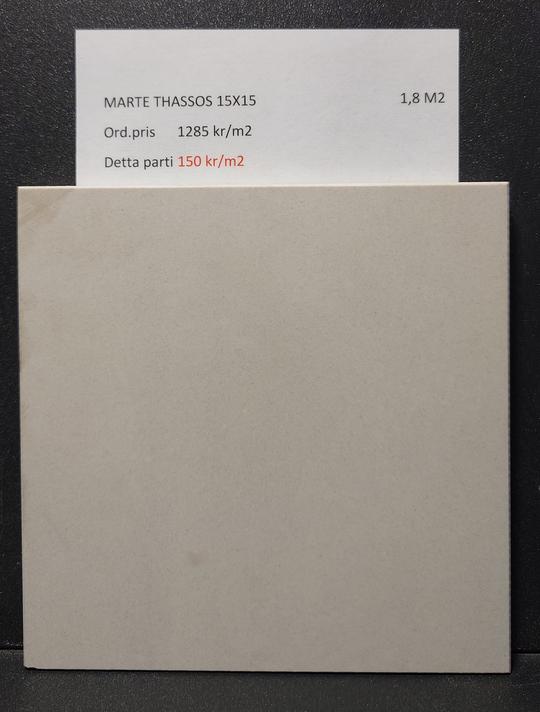 MARTE THASSOS 15X15 1,8 M2
Ord.pris 1285 kr/m2
Detta parti 150 kr/m2